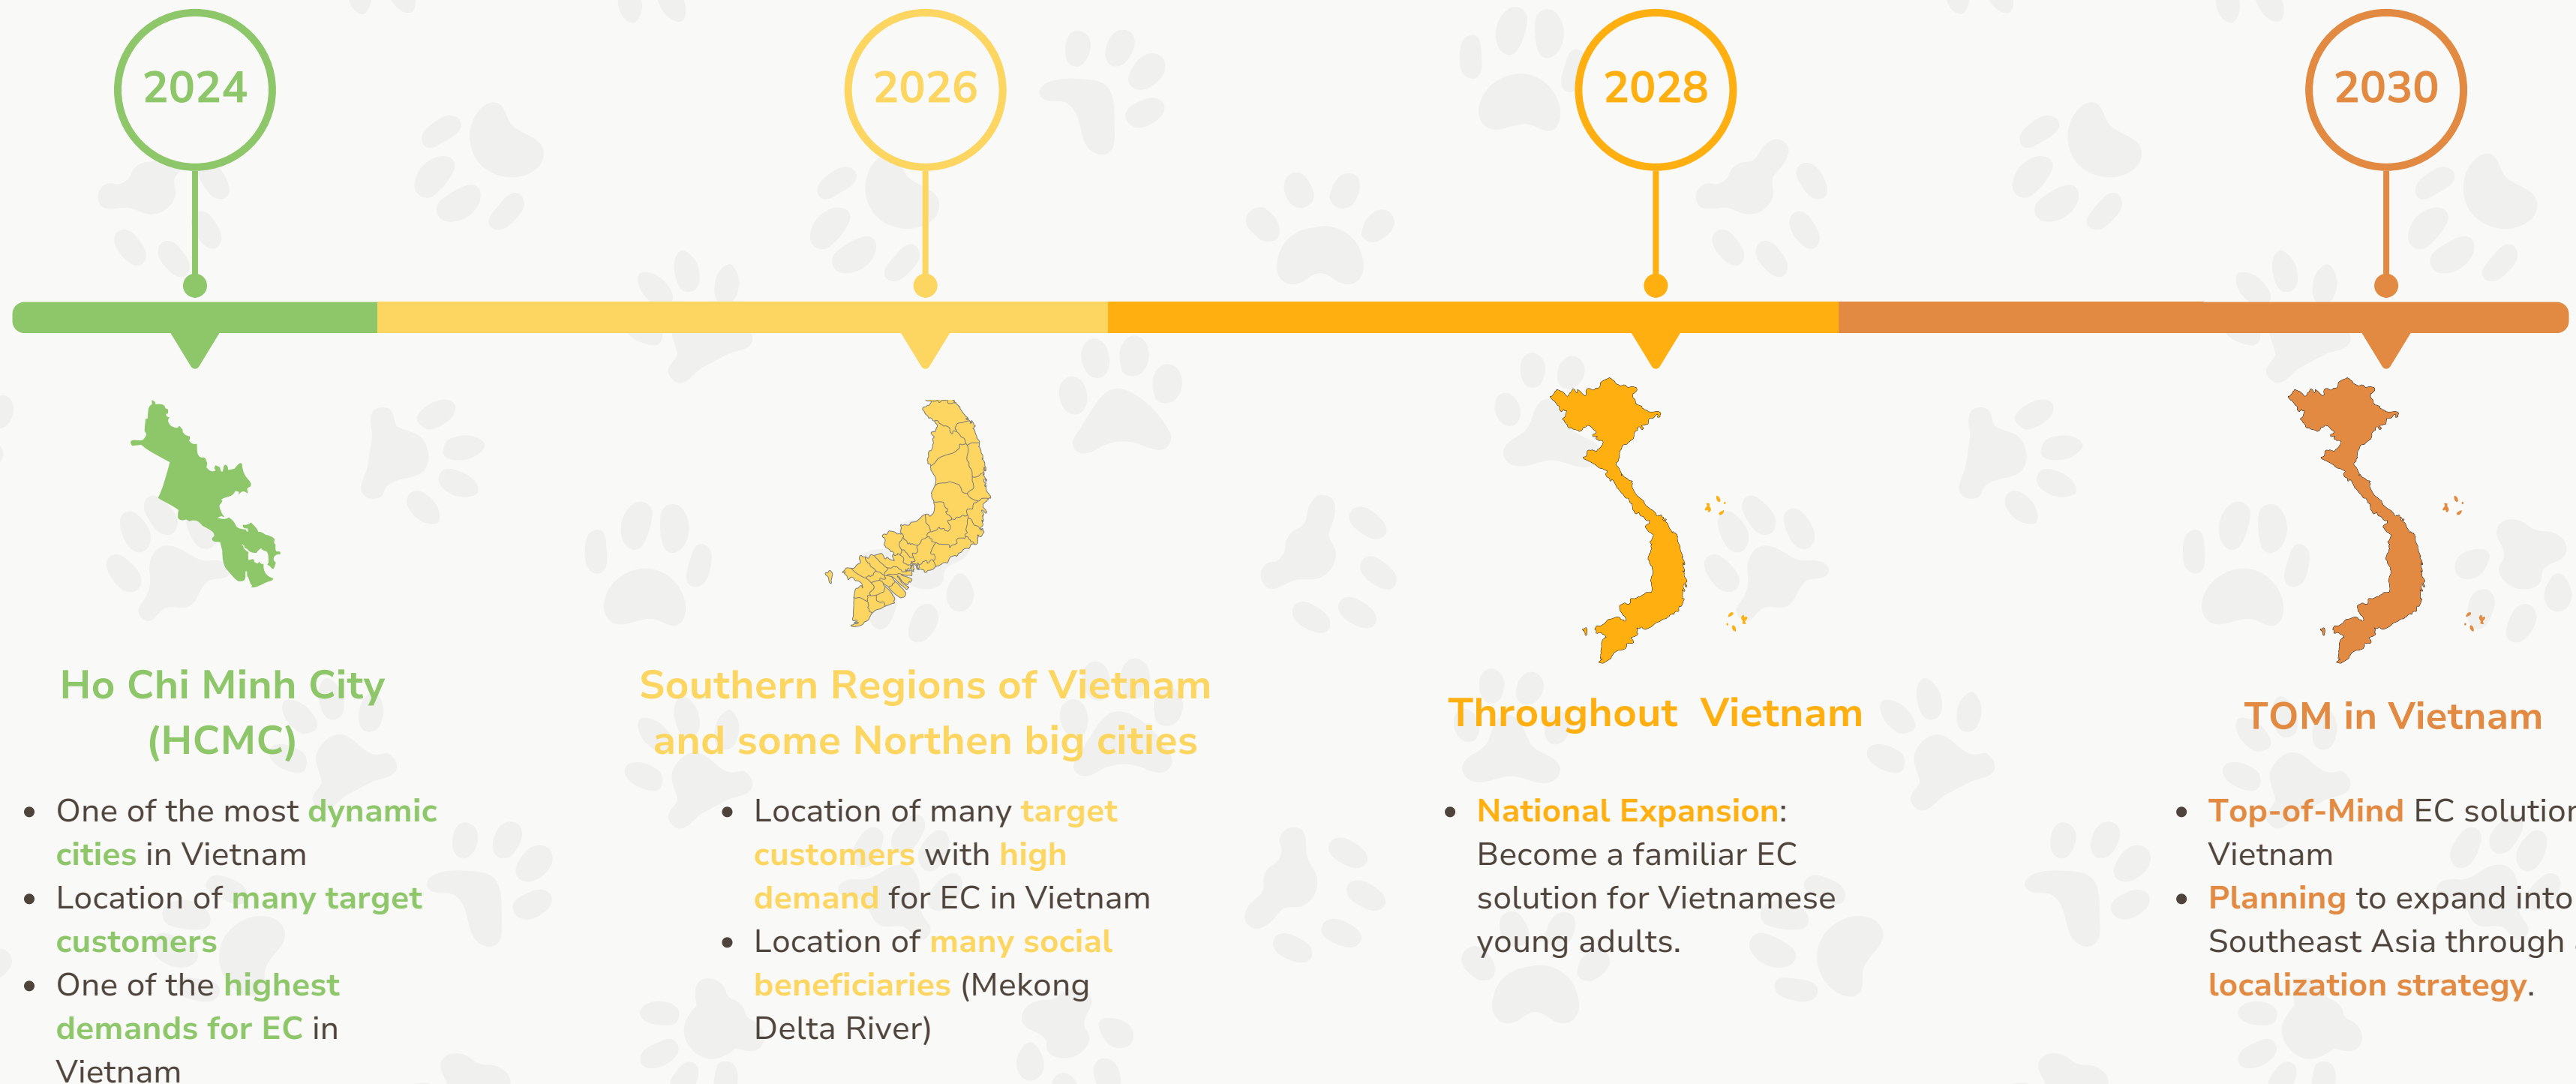 2024
2026
2028
2030
Ho Chi Minh City
(HCMC)
• One of the most dynamic
cities in Vietnam
• Location of many target
customers
• One of the highest
demands for EC in
Vietnam
Southern Regions of Vietnam
and some Northen big cities
• Location of many target
customers with high
demand for EC in Vietnam
• Location of many social
beneficiaries (Mekong
Delta River)
Throughout Vietnam
• National Expansion:
Become a familiar EC
solution for Vietnamese
young adults.
TOM in Vietnam
• Top-of-Mind EC solution
Vietnam
• Planning to expand into
Southeast Asia through
localization strategy.